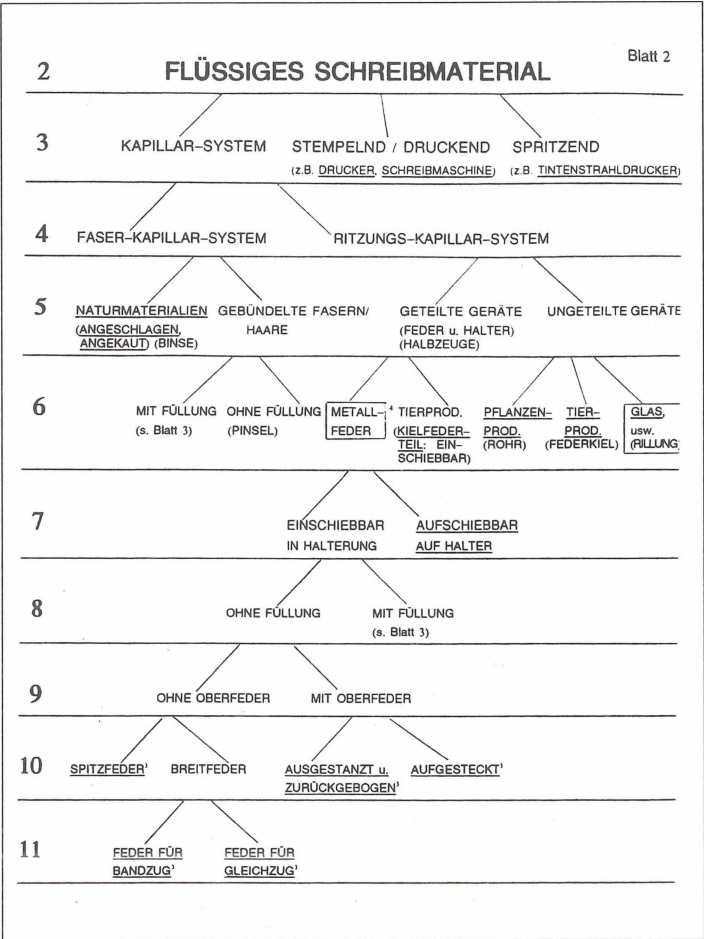 Blatt 2
2 FLÜSSIGES SCHREIBMATERIAL
3 KAPILLAR-SYSTEM STEMPELND / DRUCKEND SPRITZEND
(z.B. DRUCKER, SCHREIBMASCHINE) (z.B. TINTENSTRAHLDRUCKER)
4 FASER-KAPILLAR-SYSTEM RITZUNGS-KAPILLAR-SYSTEM
5 NATURMATERIALIEN GEBÜNDELTE FASERN/ GETEILTE GERÄTE UNGETEILTE GERÄTE
(ANGESCHLAGEN, HAARE (FEDER u. HALTER)
ANGEKAUT) (BINSE) (HALBZEUGE)
6 MIT FÜLLUNG OHNE FÜLLUNG METALL- ⁴ TIERPROD. PFLANZEN- TIER- GLAS,
(s. Blatt 3) (PINSEL) FEDER (KIELFEDER- PROD. PROD. usw.
TEIL: EIN- (ROHR) (FEDERKIEL) (RILLUNG)
SCHIEBBAR)
7 EINSCHIEBBAR AUFSCHIEBBAR
IN HALTERUNG AUF HALTER
8 OHNE FÜLLUNG MIT FÜLLUNG
(s. Blatt 3)
9 OHNE OBERFEDER MIT OBERFEDER
10 SPITZFEDER³ BREITFEDER AUSGESTANZT u. AUFGESTECKT³
ZURÜCKGEBOGEN³
11 FEDER FÜR FEDER FÜR
BANDZUG³ GLEICHZUG³